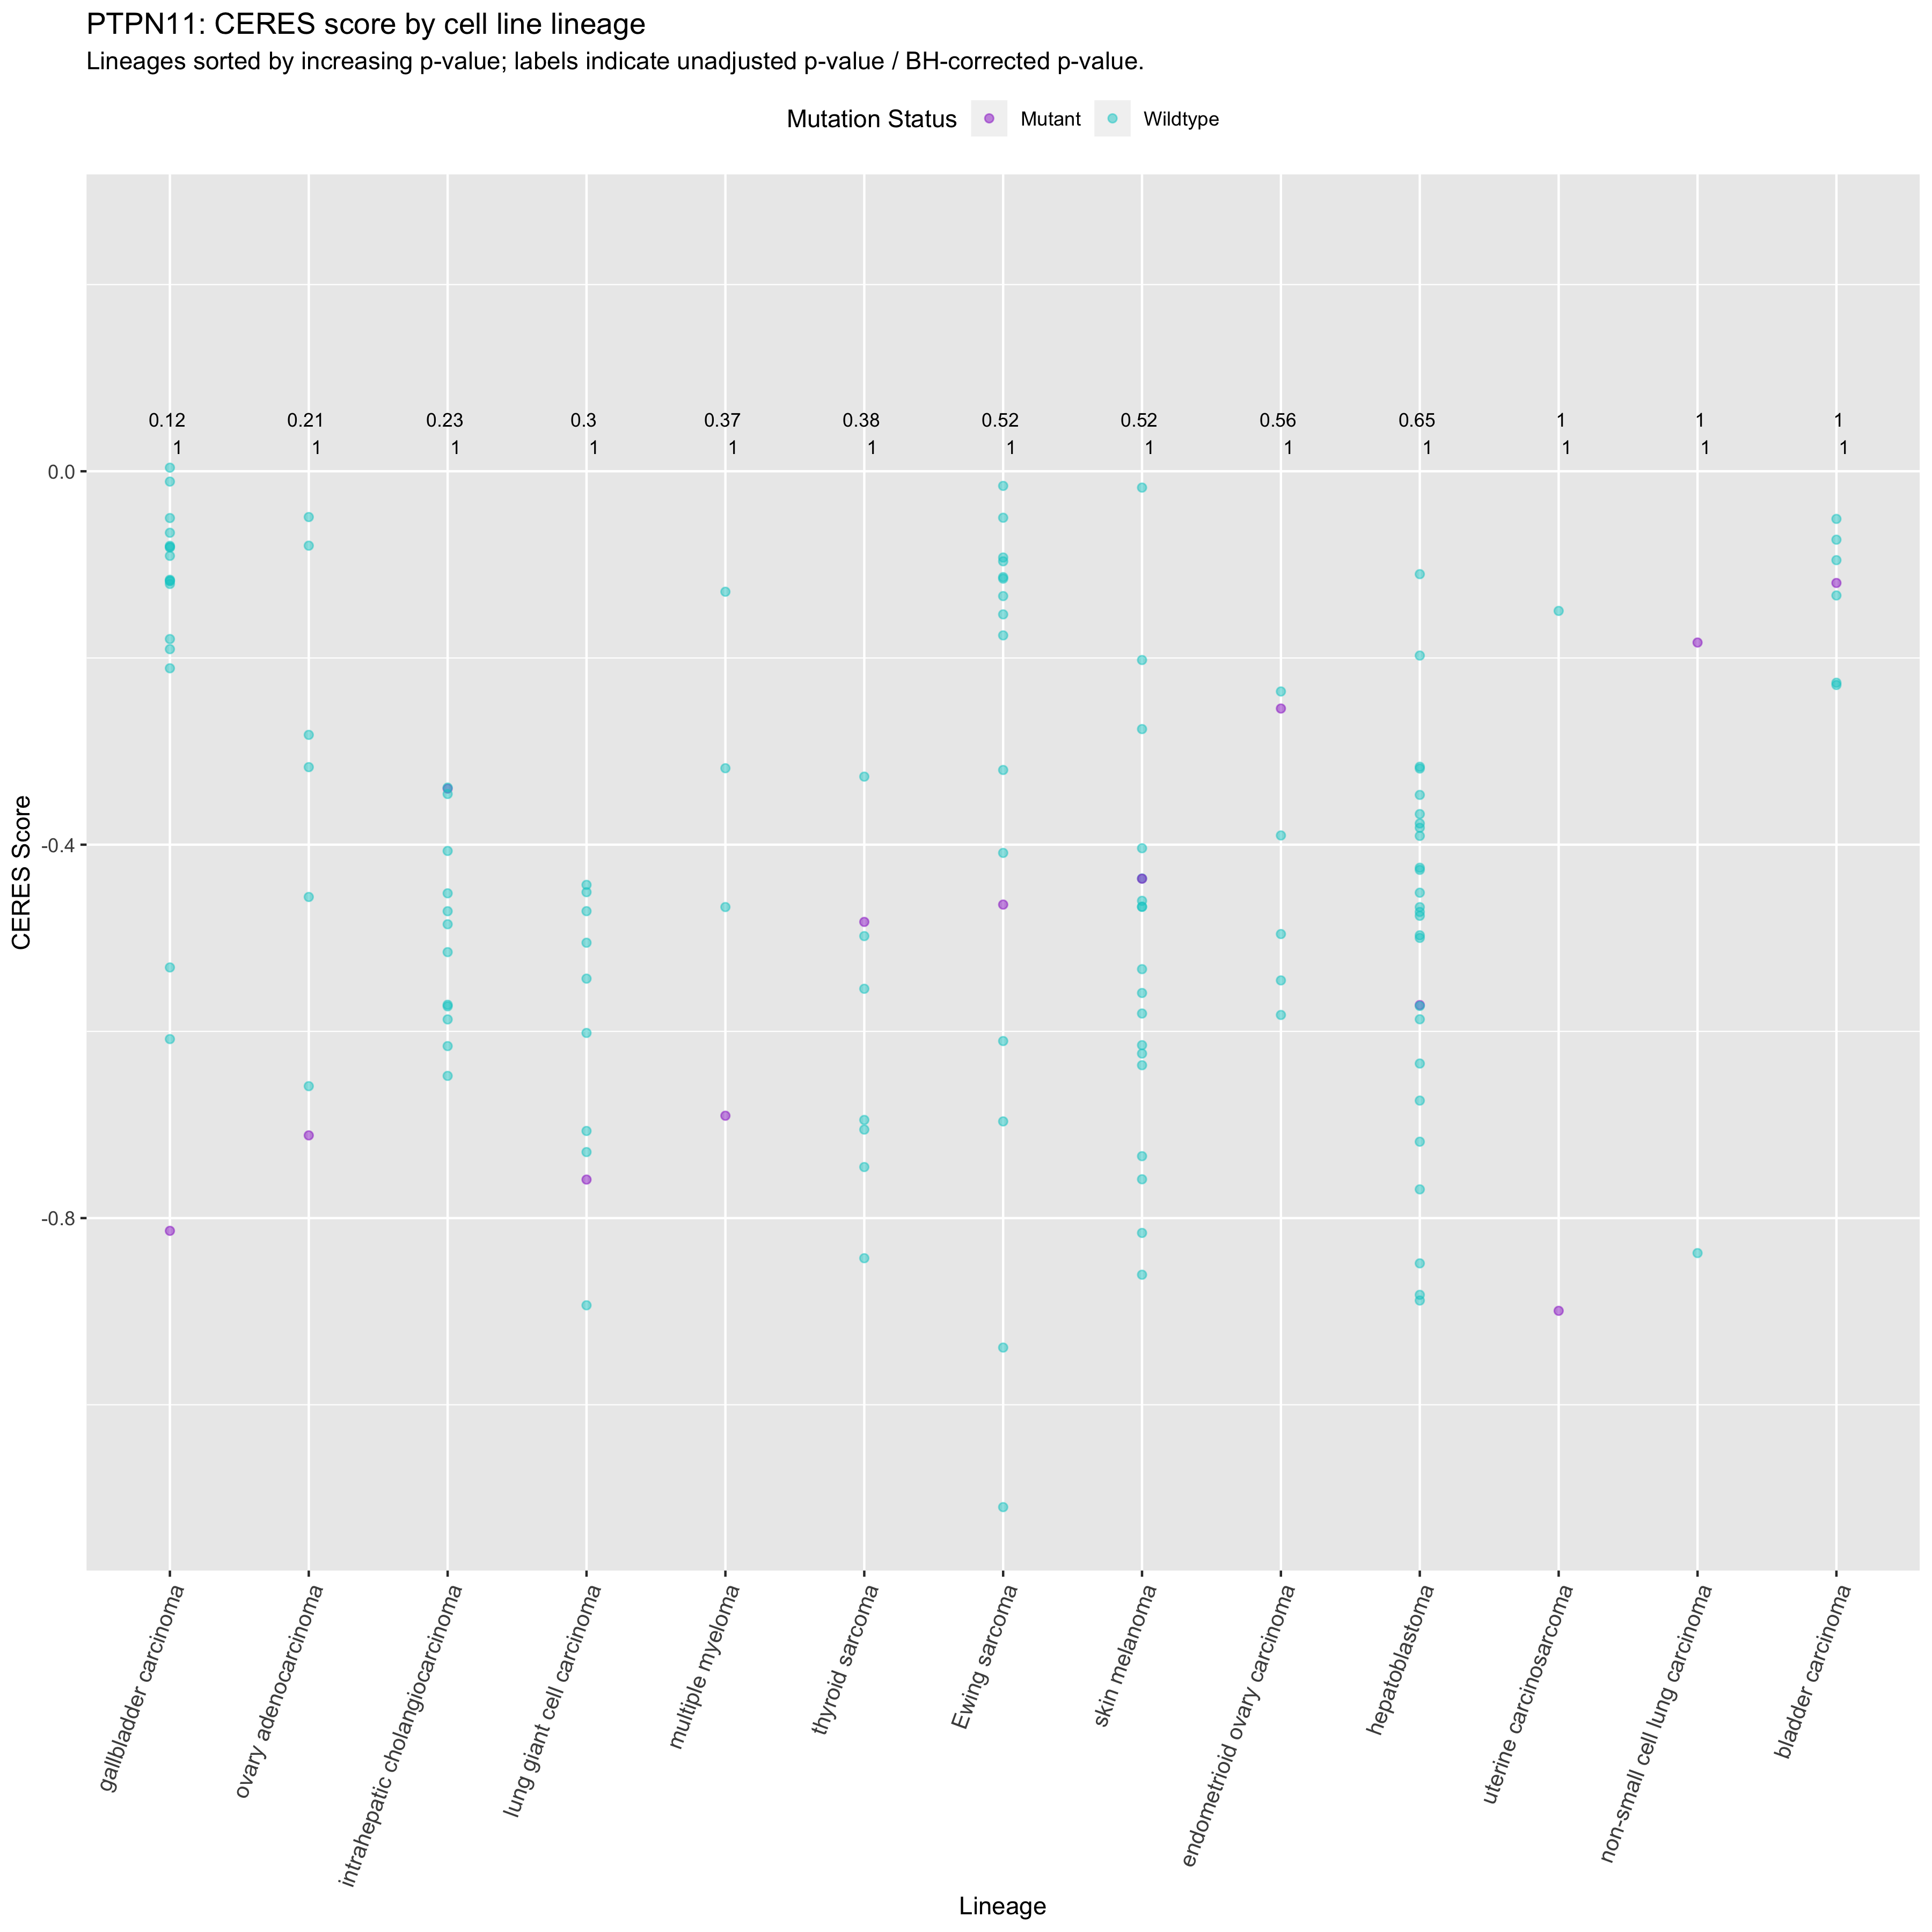 PTPN11: CERES score by cell line lineage
Lineages sorted by increasing p-value; labels indicate unadjusted p-value / BH-corrected p-value.
Mutation Status Mutant Wildtype
0.12 0.21 0.23 0.3 0.37 0.38 0.52 0.52 0.56 0.65 1 1 1
1 1 1 1 1 1 1 1 1 1 1 1 1
0.0
-0.4
-0.8
CERES Score
gallbladder carcinoma
ovary adenocarcinoma
intrahepatic cholangiocarcinoma
lung giant cell carcinoma
multiple myeloma
thyroid sarcoma
Ewing sarcoma
skin melanoma
endometrioid ovary carcinoma
hepatoblastoma
uterine carcinosarcoma
non-small cell lung carcinoma
bladder carcinoma
Lineage